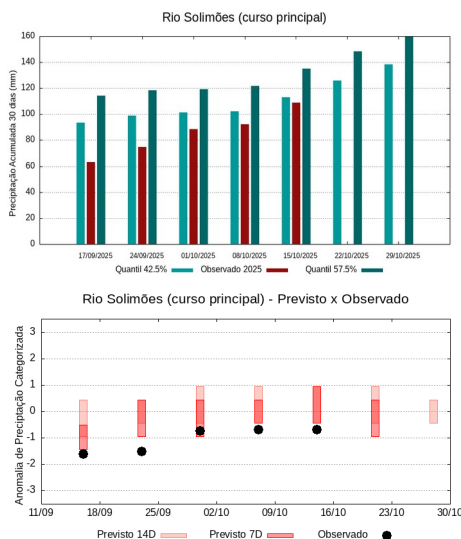 Rio Solimões (curso principal)
Precipitação Acumulada 30 dias (mm)
160
140
120
100
80
60
40
20
0
17/09/2025 24/09/2025 01/10/2025 08/10/2025 15/10/2025 22/10/2025 29/10/2025
Quantil 42.5% Observado 2025 Quantil 57.5%
Rio Solimões (curso principal) - Previsto x Observado
Anomalia de Preciptação Categorizada
3
2
1
0
-1
-2
-3
11/09 18/09 25/09 02/10 09/10 16/10 23/10 30/10
Previsto 14D Previsto 7D Observado